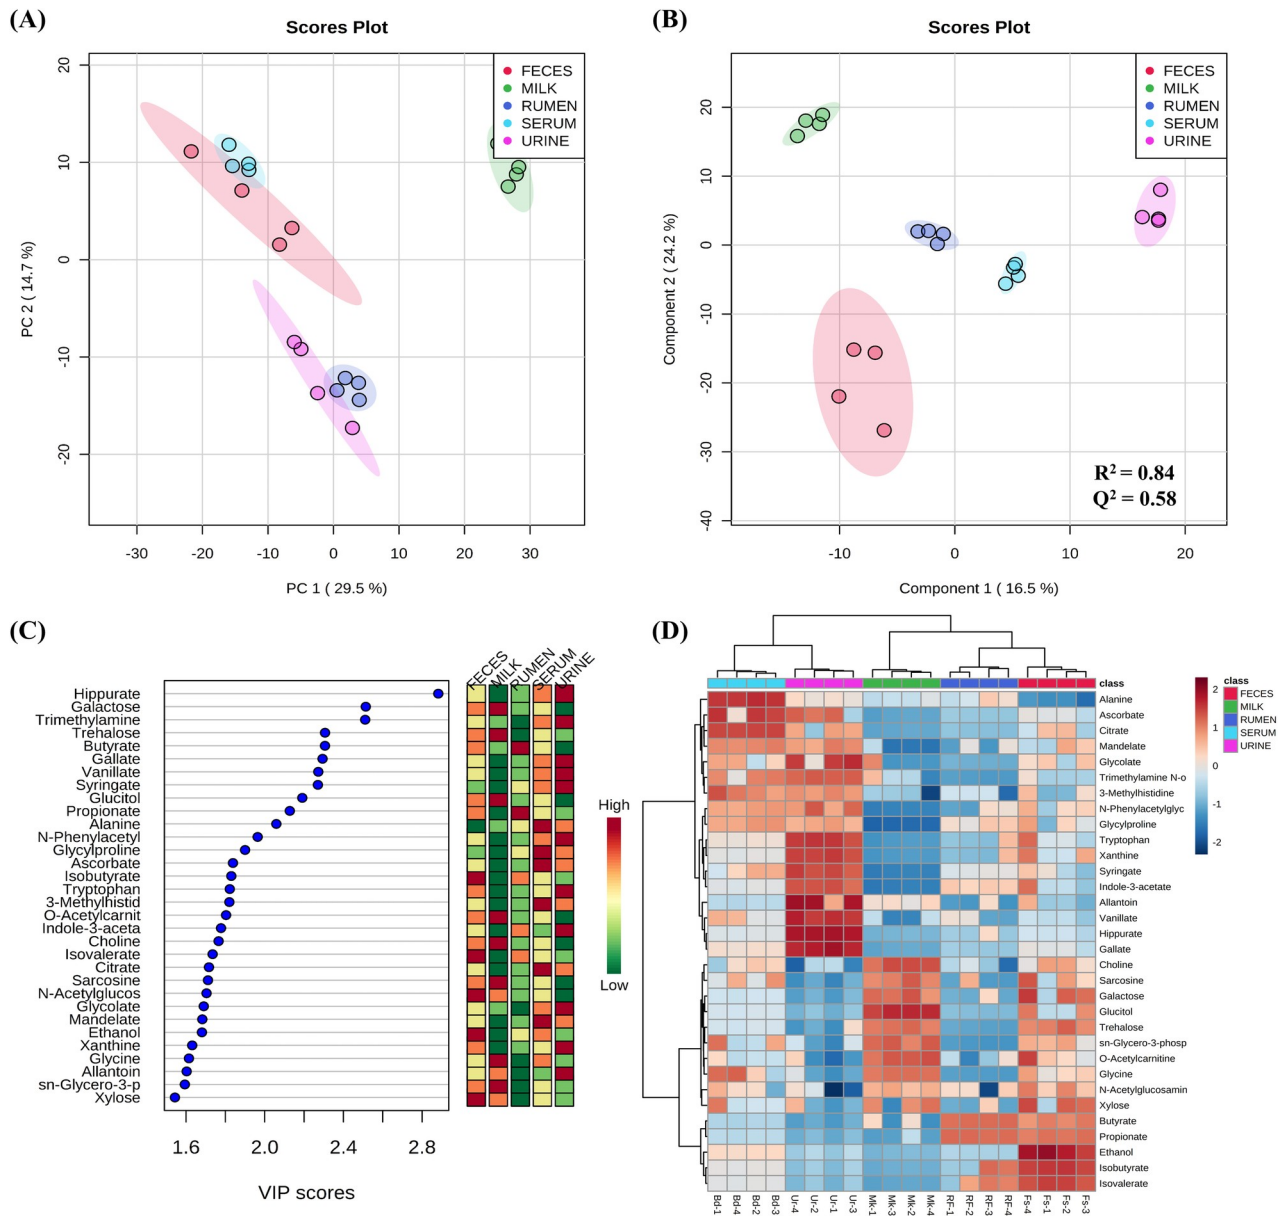 (A)
Scores Plot
FECES
MILK
RUMEN
SERUM
URINE
20
10
0
-10
-20
PC 2 ( 14.7 %)
-30 -20 -10 0 10 20 30
PC 1 ( 29.5 %)
(B)
Scores Plot
FECES
MILK
RUMEN
SERUM
URINE
20
10
0
-10
-20
-30
-40
Component 2 ( 24.2 %)
R² = 0.84
Q² = 0.58
-10 0 10 20
Component 1 ( 16.5 %)
(C)
FECES MILK RUMEN SERUM URINE
Hippurate
Galactose
Trimethylamine
Trehalose
Butyrate
Gallate
Vanillate
Syringate
Glucitol
Propionate
Alanine
N-Phenylacetyl
Glycylproline
Ascorbate
Isobutyrate
Tryptophan
3-Methylhistid
O-Acetylcarnit
Indole-3-aceta
Choline
Isovalerate
Citrate
Sarcosine
N-Acetylglucos
Glycolate
Mandelate
Ethanol
Xanthine
Glycine
Allantoin
sn-Glycero-3-p
Xylose
High
Low
1.6 2.0 2.4 2.8
VIP scores
(D)
class
Alanine
Ascorbate
Citrate
Mandelate
Glycolate
Trimethylamine N-o
3-Methylhistidine
N-Phenylacetylglyc
Glycylproline
Tryptophan
Xanthine
Syringate
Indole-3-acetate
Allantoin
Vanillate
Hippurate
Gallate
Choline
Sarcosine
Galactose
Glucitol
Trehalose
sn-Glycero-3-phosp
O-Acetylcarnitine
Glycine
N-Acetylglucosamin
Xylose
Butyrate
Propionate
Ethanol
Isobutyrate
Isovalerate
Bd-1 Bd-4 Bd-2 Bd-3 Ur-4 Ur-2 Ur-1 Ur-3 Mk-1 Mk-3 Mk-2 Mk-4 RF-1 RF-2 RF-3 RF-4 Fs-4 Fs-1 Fs-2 Fs-3
2
1
0
-1
-2
class
FECES
MILK
RUMEN
SERUM
URINE